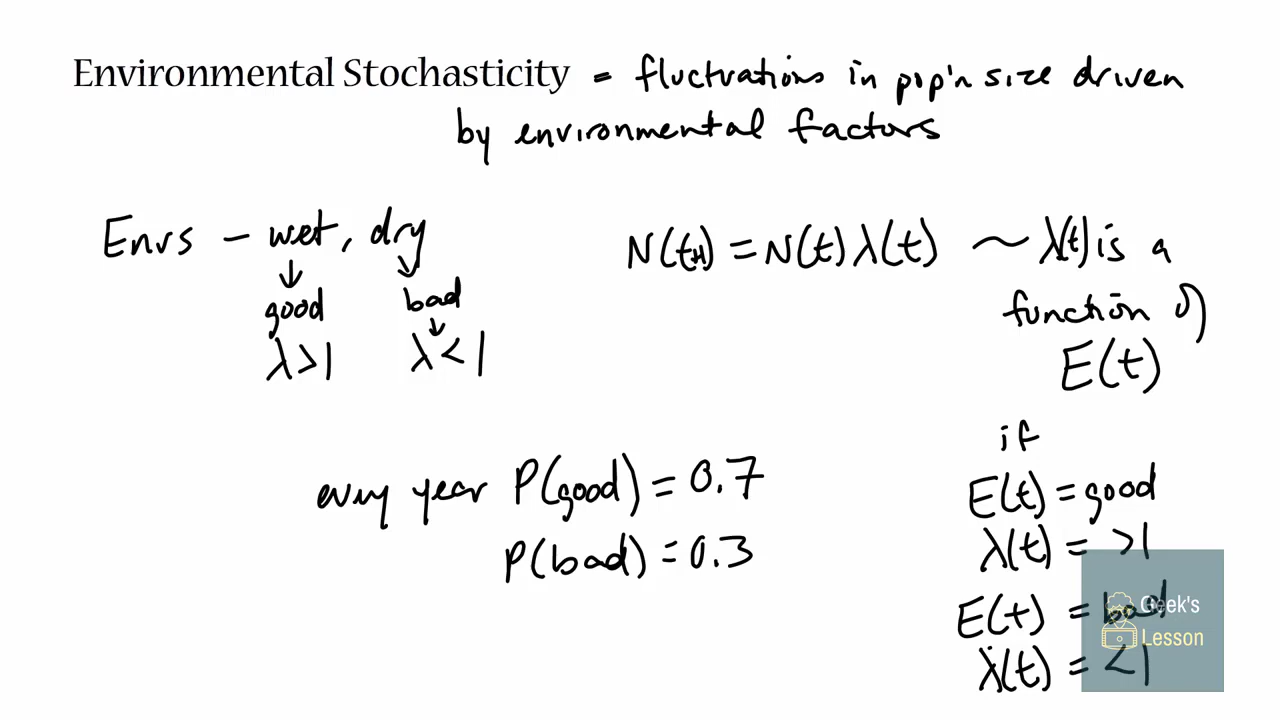 Environmental Stochasticity = fluctuations in pop'n size driven
by environmental factors
Envs – wet, dry
↓ ↓
good bad
↓
λ>1 λ<1
N(t+1) = N(t) λ(t) ~ λ(t) is a
function of
E(t)
every year P(good) = 0.7
P(bad) = 0.3
if
E(t) = good
λ(t) = >1
E(t) = bad
λ(t) = <1
Geek's
Lesson